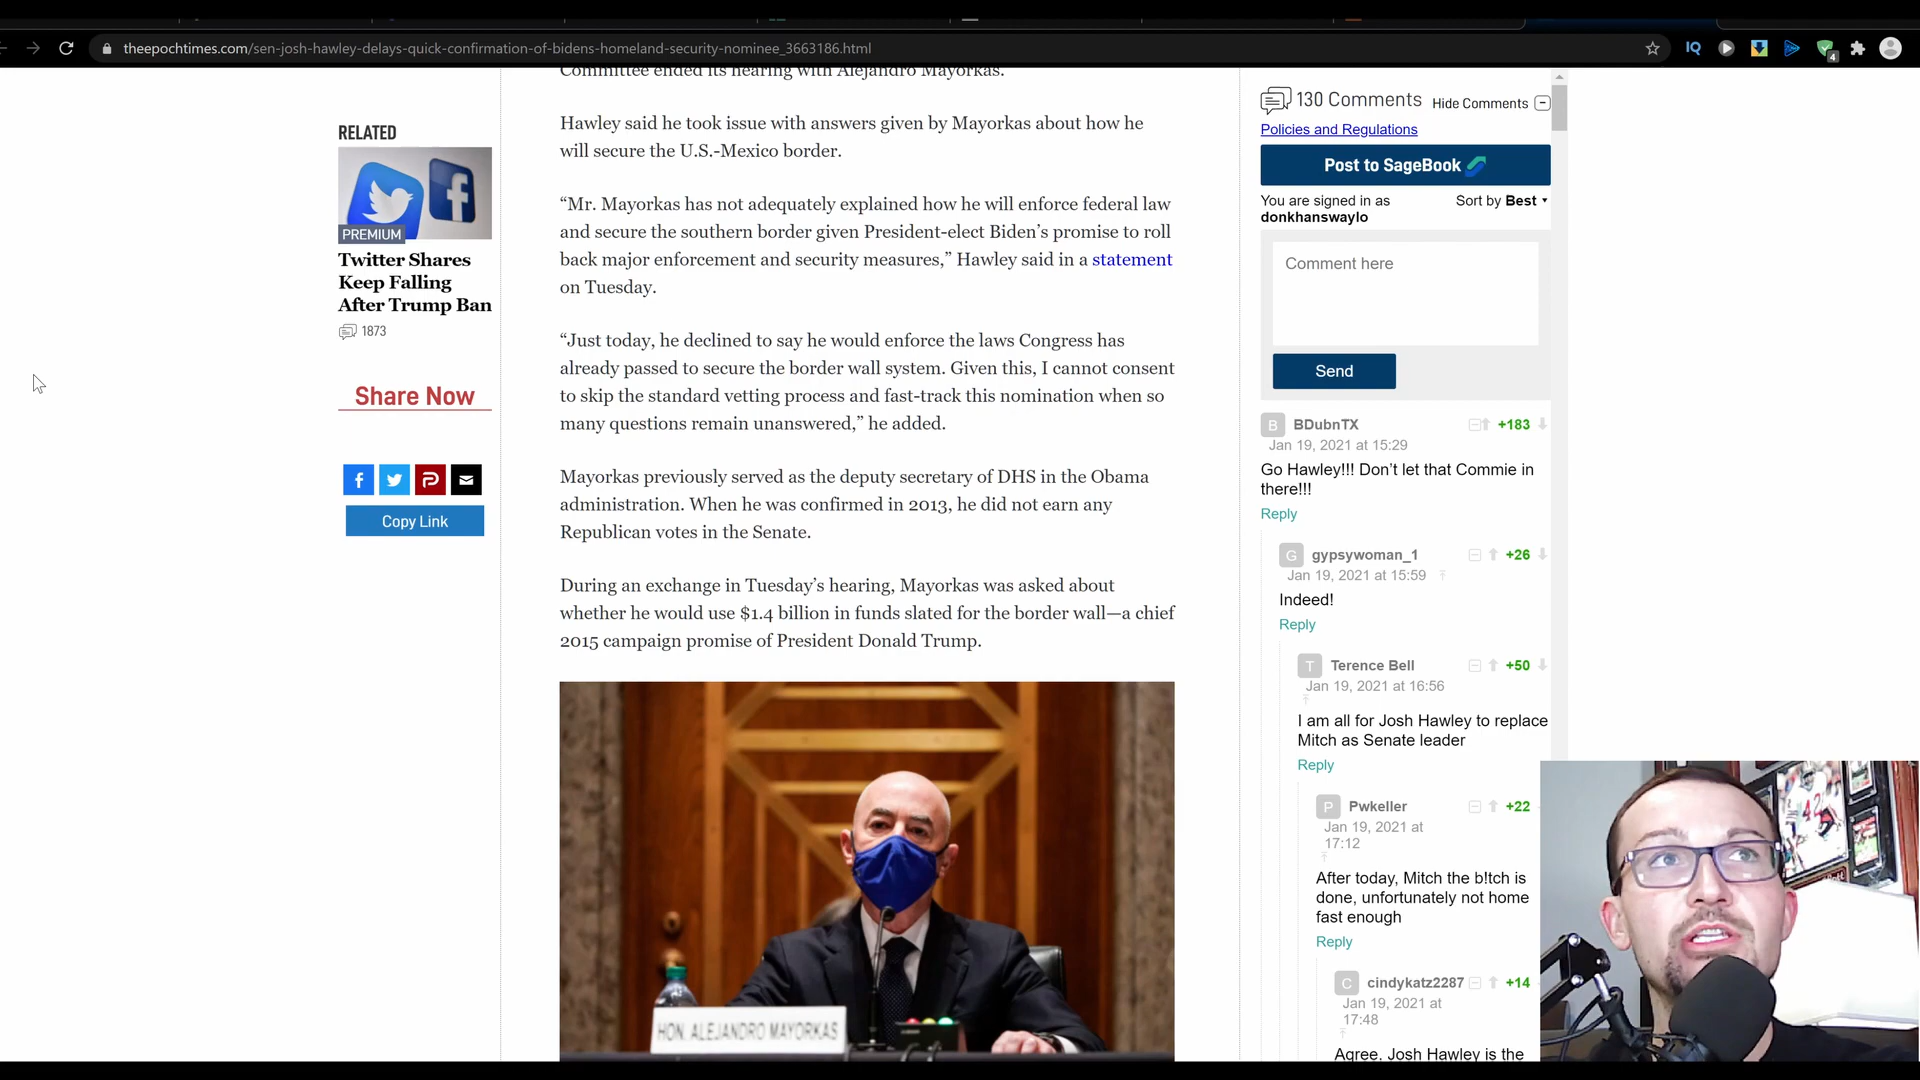 theepochtimes.com/sen-josh-hawley-delays-quick-confirmation-of-bidens-homeland-security-nominee_3663186.html
IQ
4
Committee ended its hearing with Alejandro Mayorkas.
Hawley said he took issue with answers given by Mayorkas about how he
will secure the U.S.-Mexico border.
“Mr. Mayorkas has not adequately explained how he will enforce federal law
and secure the southern border given President-elect Biden’s promise to roll
back major enforcement and security measures,” Hawley said in a statement
on Tuesday.
“Just today, he declined to say he would enforce the laws Congress has
already passed to secure the border wall system. Given this, I cannot consent
to skip the standard vetting process and fast-track this nomination when so
many questions remain unanswered,” he added.
Mayorkas previously served as the deputy secretary of DHS in the Obama
administration. When he was confirmed in 2013, he did not earn any
Republican votes in the Senate.
During an exchange in Tuesday’s hearing, Mayorkas was asked about
whether he would use $1.4 billion in funds slated for the border wall—a chief
2015 campaign promise of President Donald Trump.
HON. ALEJANDRO MAYORKAS
RELATED
PREMIUM
Twitter Shares
Keep Falling
After Trump Ban
1873
Share Now
Copy Link
130 Comments Hide Comments
Policies and Regulations
Post to SageBook
You are signed in as
donkhanswaylo
Sort by Best
Comment here
Send
B BDubnTX +183
Jan 19, 2021 at 15:29
Go Hawley!!! Don’t let that Commie in
there!!!
Reply
G gypsywoman_1 +26
Jan 19, 2021 at 15:59
Indeed!
Reply
T Terence Bell +50
Jan 19, 2021 at 16:56
I am all for Josh Hawley to replace
Mitch as Senate leader
Reply
P Pwkeller +22
Jan 19, 2021 at
17:12
After today, Mitch the b!tch is
done, unfortunately not home
fast enough
Reply
C cindykatz2287 +14
Jan 19, 2021 at
17:48
Agree. Josh Hawley is the